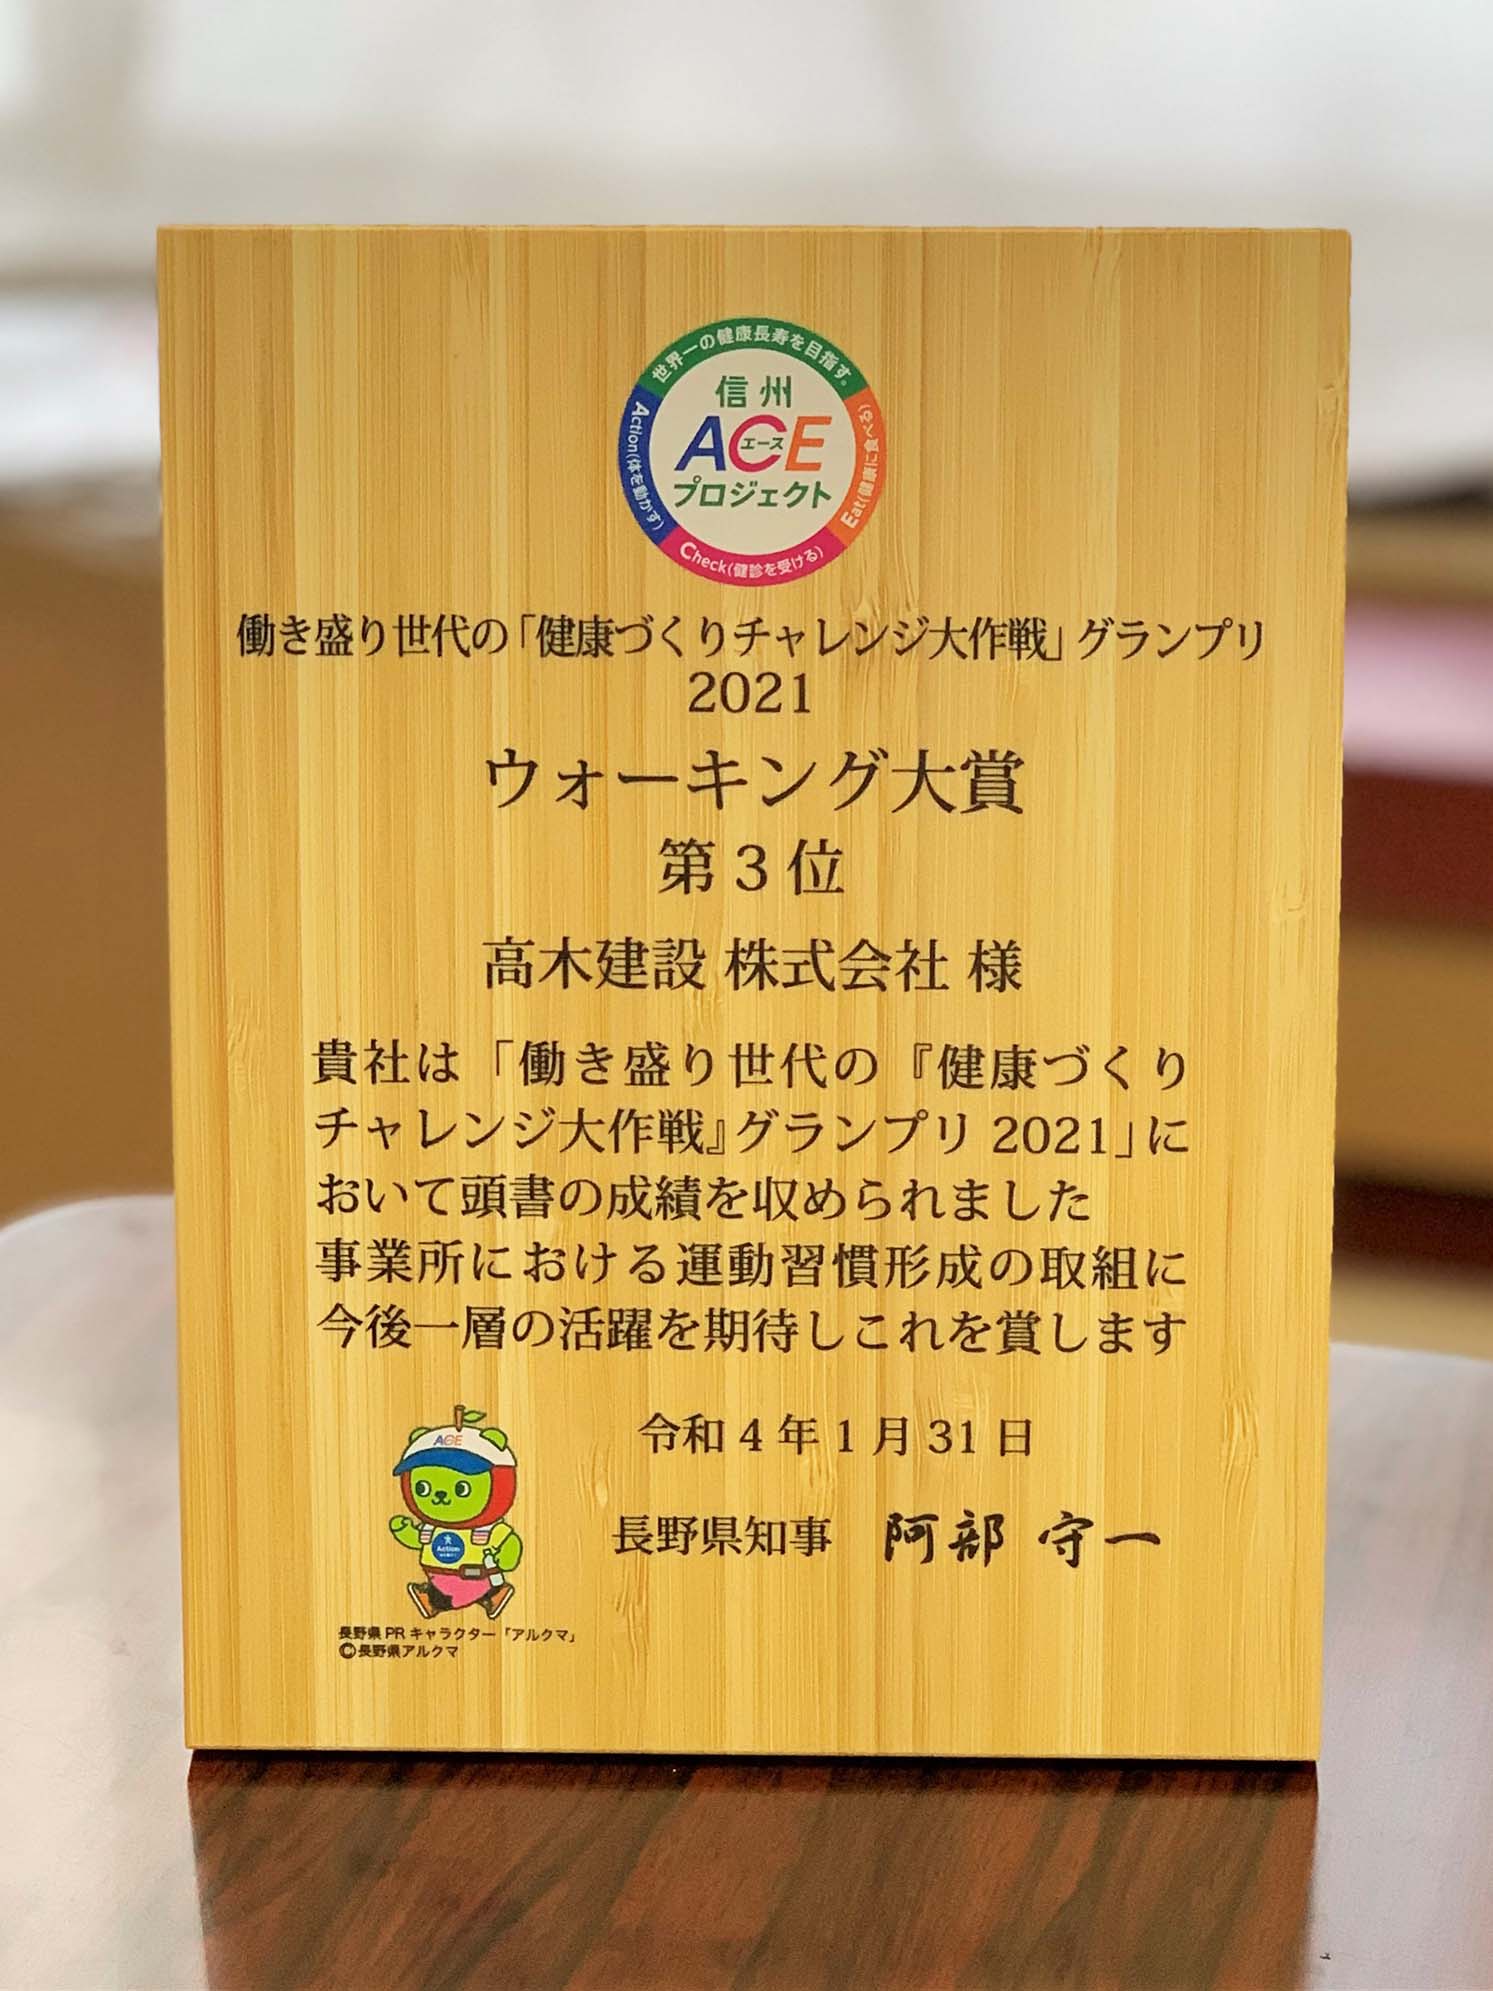 世界一の健康長寿を目指す。
信州
ACE
エース
プロジェクト
Action(体を動かす)
Check(健診を受ける)
Eat(健康に食べる)
働き盛り世代の「健康づくりチャレンジ大作戦」グランプリ
2021
ウォーキング大賞
第3位
高木建設 株式会社 様
貴社は「働き盛り世代の『健康づくり
チャレンジ大作戦』グランプリ 2021」に
おいて頭書の成績を収められました
事業所における運動習慣形成の取組に
今後一層の活躍を期待しこれを賞します
令和4年1月31日
長野県知事 阿部 守一
ACE
Action
長野県PRキャラクター「アルクマ」
©長野県アルクマ